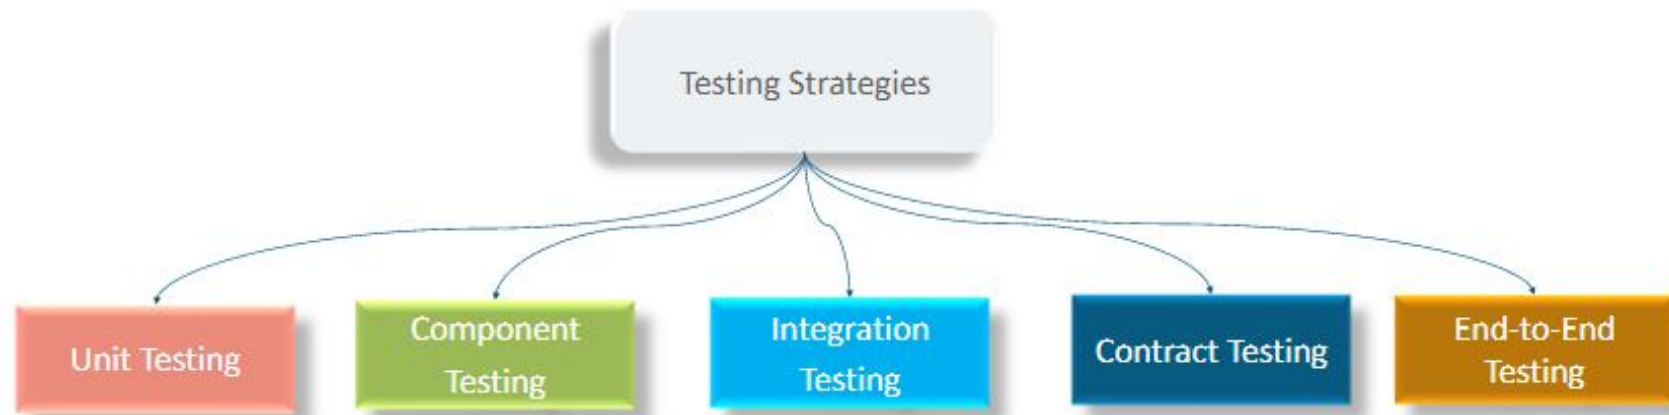 Testing Strategies
Unit Testing
Component
Testing
Integration
Testing
Contract Testing
End-to-End
Testing